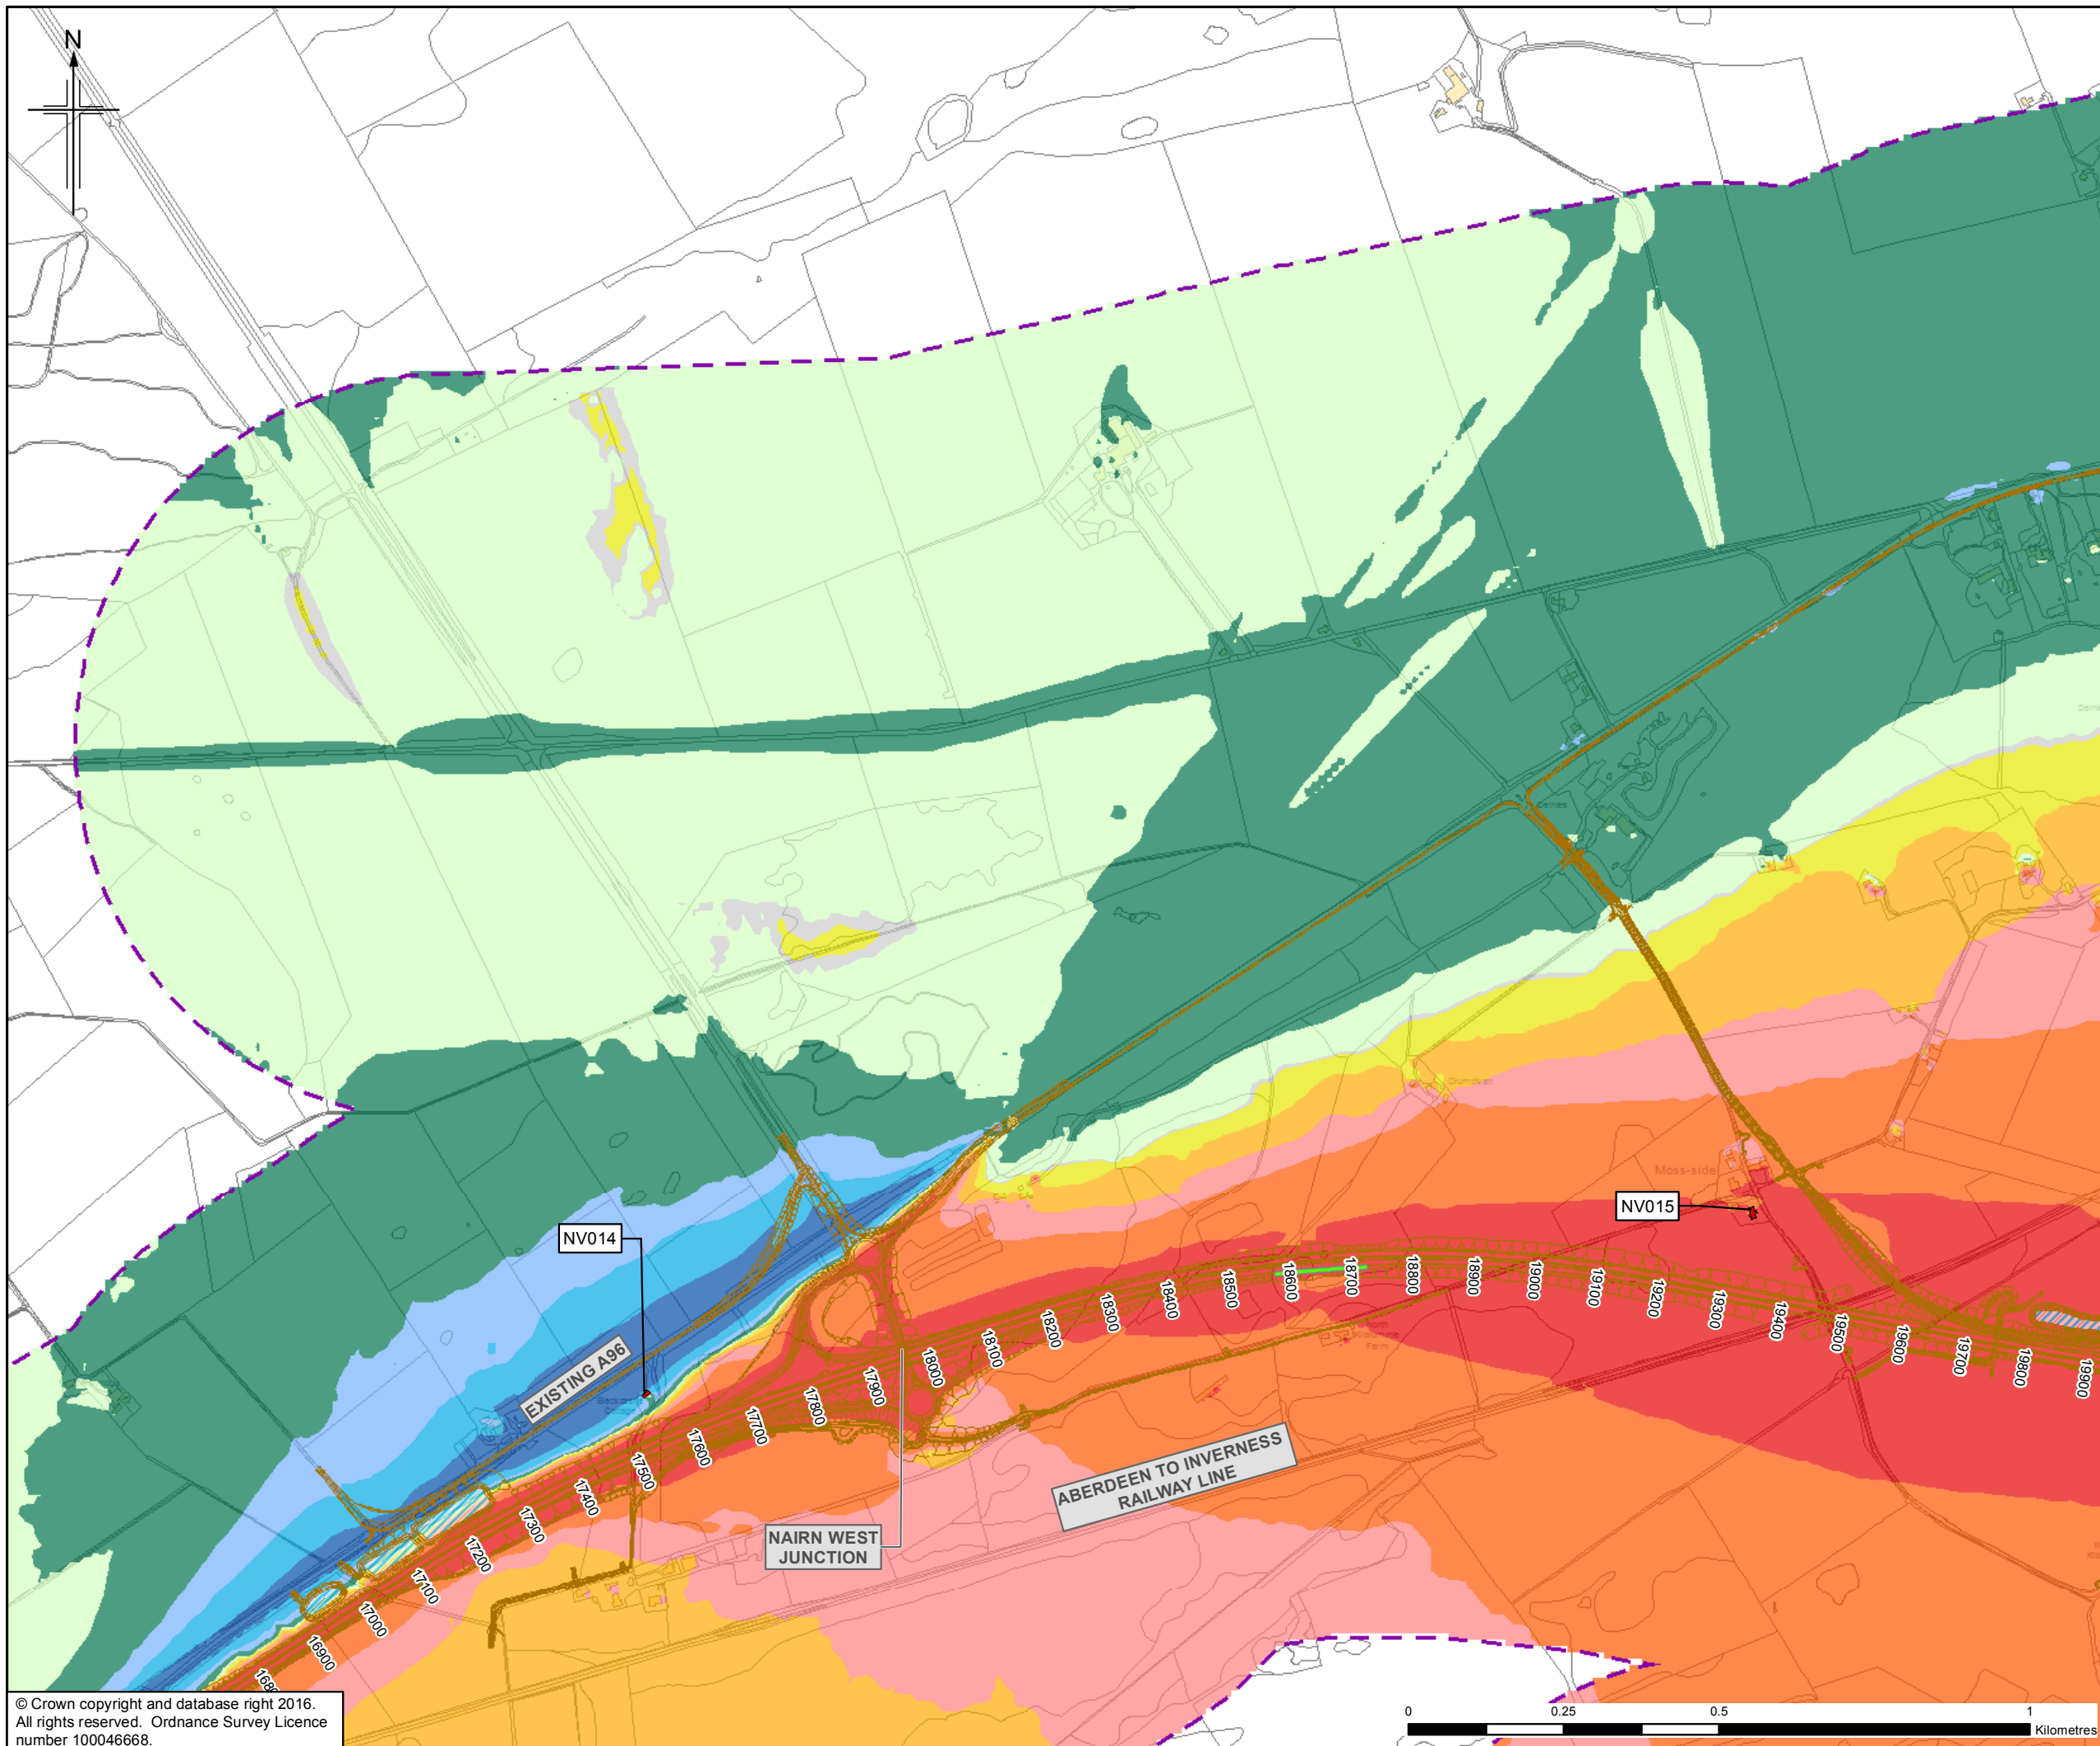 N
Delnies
Drumdivan
Moss-side
NV015
NV014
EXISTING A96
18600
18700
18800
18900
19000
19100
19200
19300
19400
19500
19600
19700
19800
19900
18500
18400
18300
18200
18100
18000
17900
17800
17700
17600
17500
17400
17300
17200
17100
17000
16900
Farm
ABERDEEN TO INVERNESS
RAILWAY LINE
NAIRN WEST
JUNCTION
© Crown copyright and database right 2016.
All rights reserved. Ordnance Survey Licence
number 100046668.
0 0.25 0.5 1
Kilometres